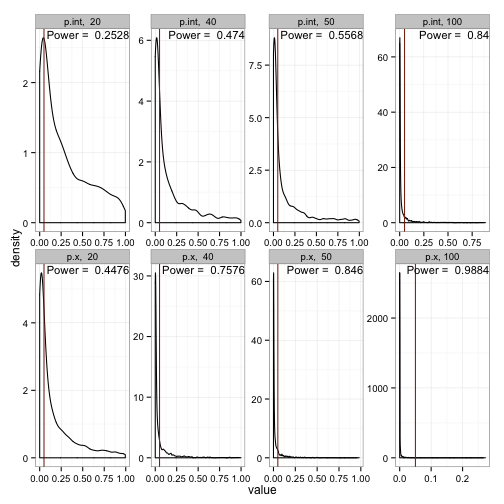 p.int, 20
p.int, 40
p.int, 50
p.int, 100
Power = 0.2528
Power = 0.474
Power = 0.5568
Power = 0.84
2
1
0
6
4
2
0
7.5
5.0
2.5
0.0
60
40
20
0
0.00 0.25 0.50 0.75 1.00
0.00 0.25 0.50 0.75 1.00
0.00 0.25 0.50 0.75 1.00
0.00 0.25 0.50 0.75
density
p.x, 20
p.x, 40
p.x, 50
p.x, 100
Power = 0.4476
Power = 0.7576
Power = 0.846
Power = 0.9884
4
2
0
30
20
10
0
60
40
20
0
2000
1000
0
0.00 0.25 0.50 0.75 1.00
0.00 0.25 0.50 0.75 1.00
0.00 0.25 0.50 0.75 1.00
0.0 0.1 0.2
value